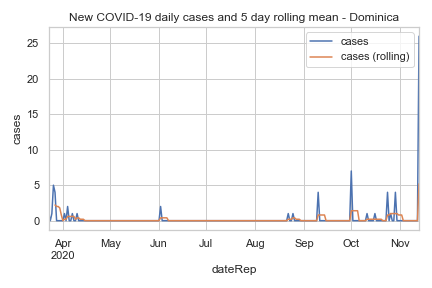 New COVID-19 daily cases and 5 day rolling mean - Dominica
cases
cases (rolling)
25
20
15
10
5
0
cases
Apr May Jun Jul Aug Sep Oct Nov
2020
dateRep